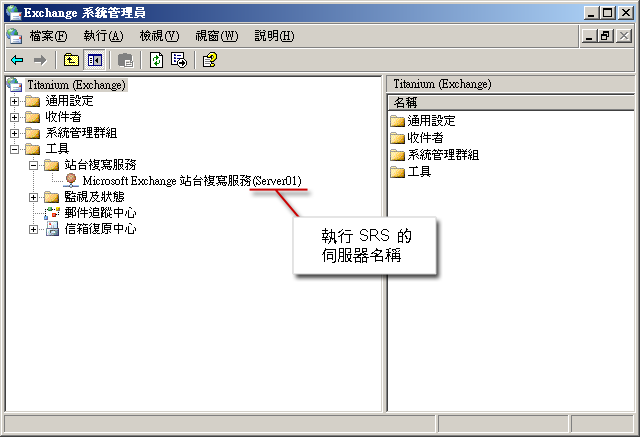 Exchange 系統管理員
檔案(F) 執行(A) 檢視(V) 視窗(W) 說明(H)
Titanium (Exchange)
通用設定
收件者
系統管理群組
工具
站台複寫服務
Microsoft Exchange 站台複寫服務(Server01)
監視及狀態
郵件追蹤中心
信箱復原中心
執行 SRS 的
伺服器名稱
Titanium (Exchange)
名稱
通用設定
收件者
系統管理群組
工具